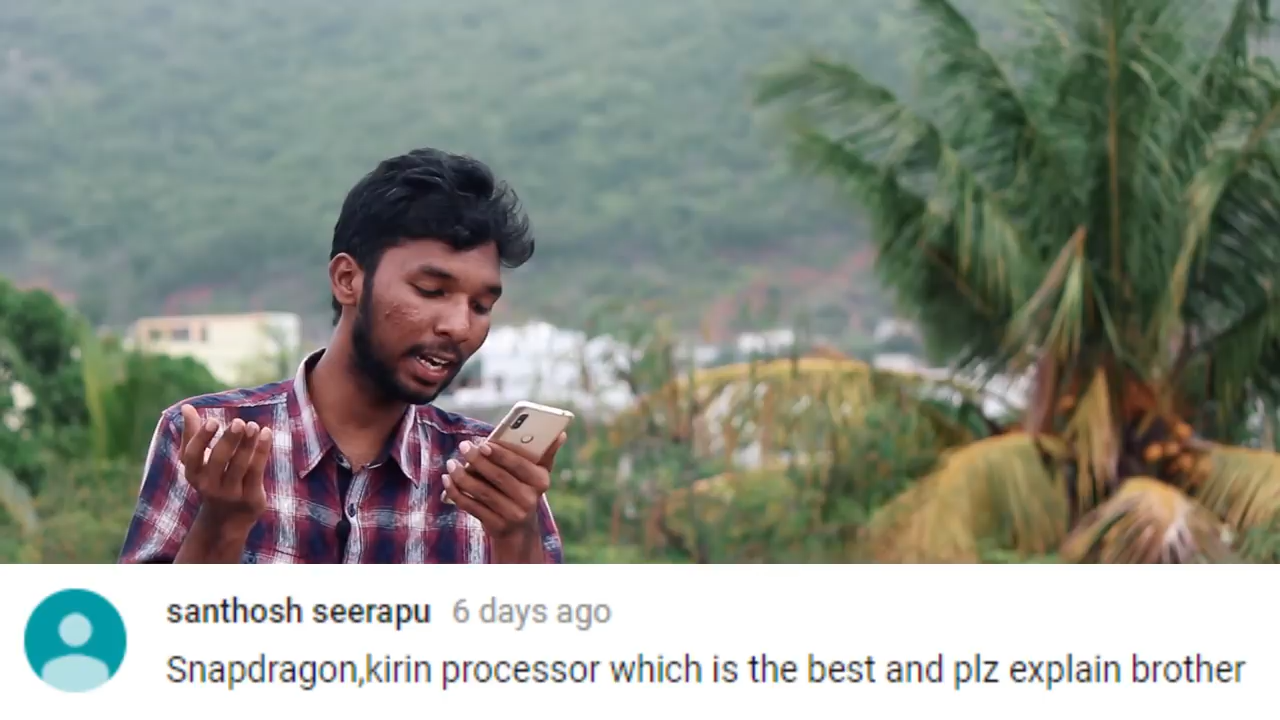 santhosh seerapu 6 days ago
Snapdragon,kirin processor which is the best and plz explain brother